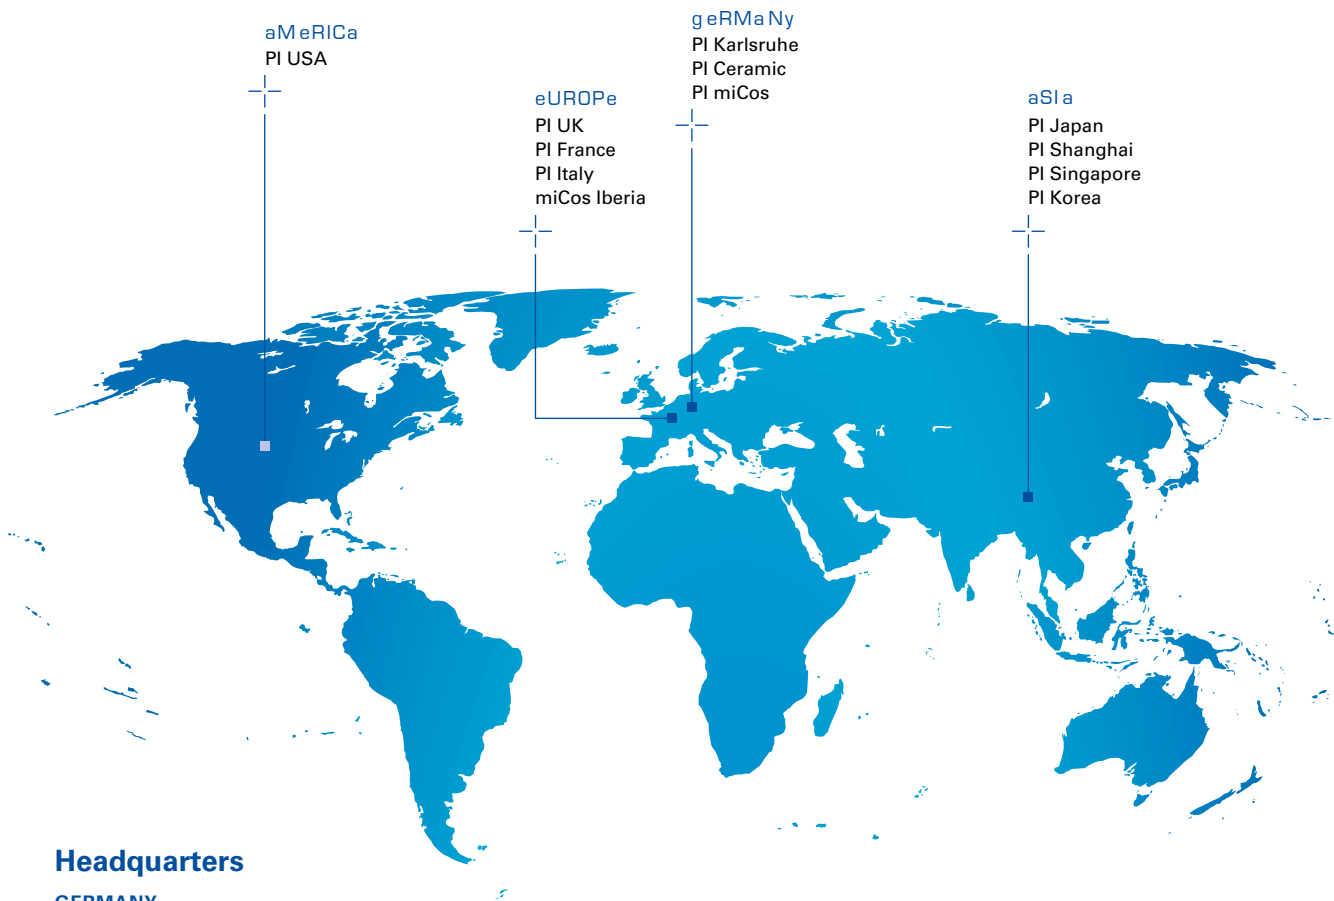 aMeRICa
PI USA
geRMaNy
PI Karlsruhe
PI Ceramic
PI miCos
eUROPe
PI UK
PI France
PI Italy
miCos Iberia
aSIa
PI Japan
PI Shanghai
PI Singapore
PI Korea
Headquarters
GERMANY